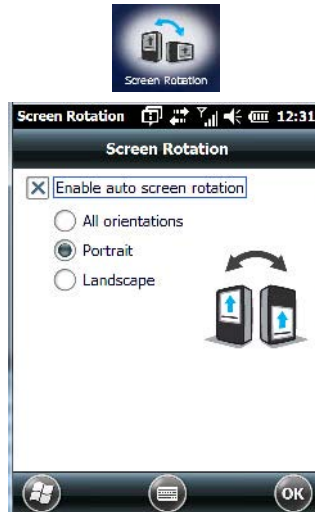 Screen Rotation
Screen Rotation 12:31
Screen Rotation
Enable auto screen rotation
All orientations
Portrait
Landscape
OK